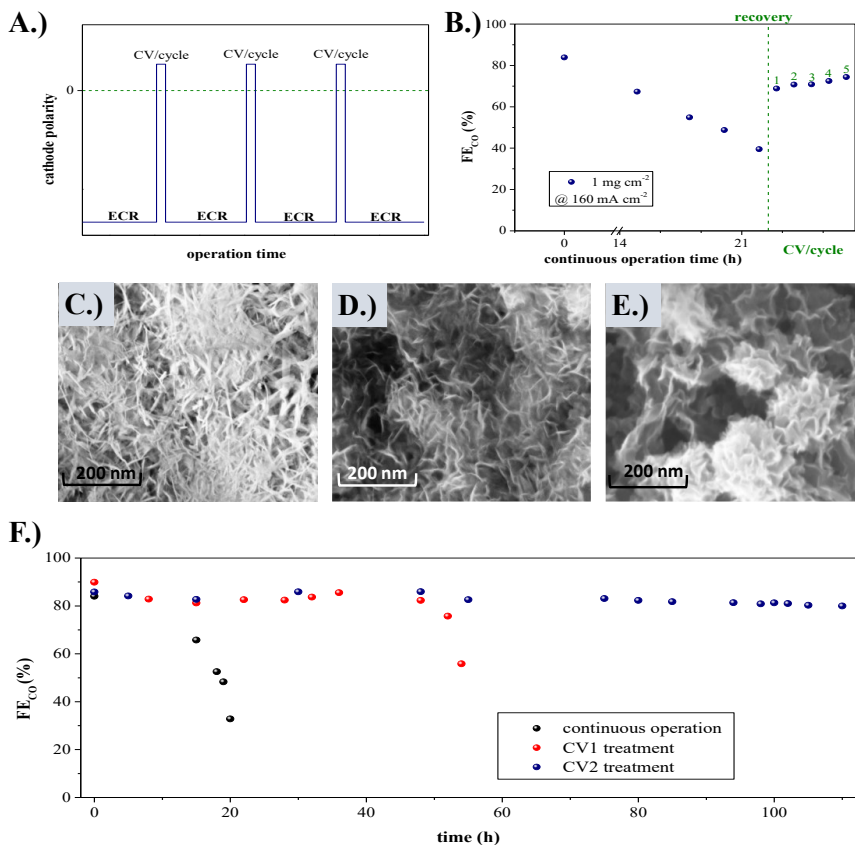 A.)
CV/cycle CV/cycle CV/cycle
0
cathode polarity
ECR ECR ECR ECR
operation time
B.)
recovery
100
80
60
40
20
0
FECO (%)
1 2 3 4 5
1 mg cm-2
@ 160 mA cm-2
0 14 21
continuous operation time (h)
CV/cycle
C.)
200 nm
D.)
200 nm
E.)
200 nm
F.)
100
80
60
40
20
0
FECO (%)
continuous operation
CV1 treatment
CV2 treatment
0 20 40 60 80 100
time (h)